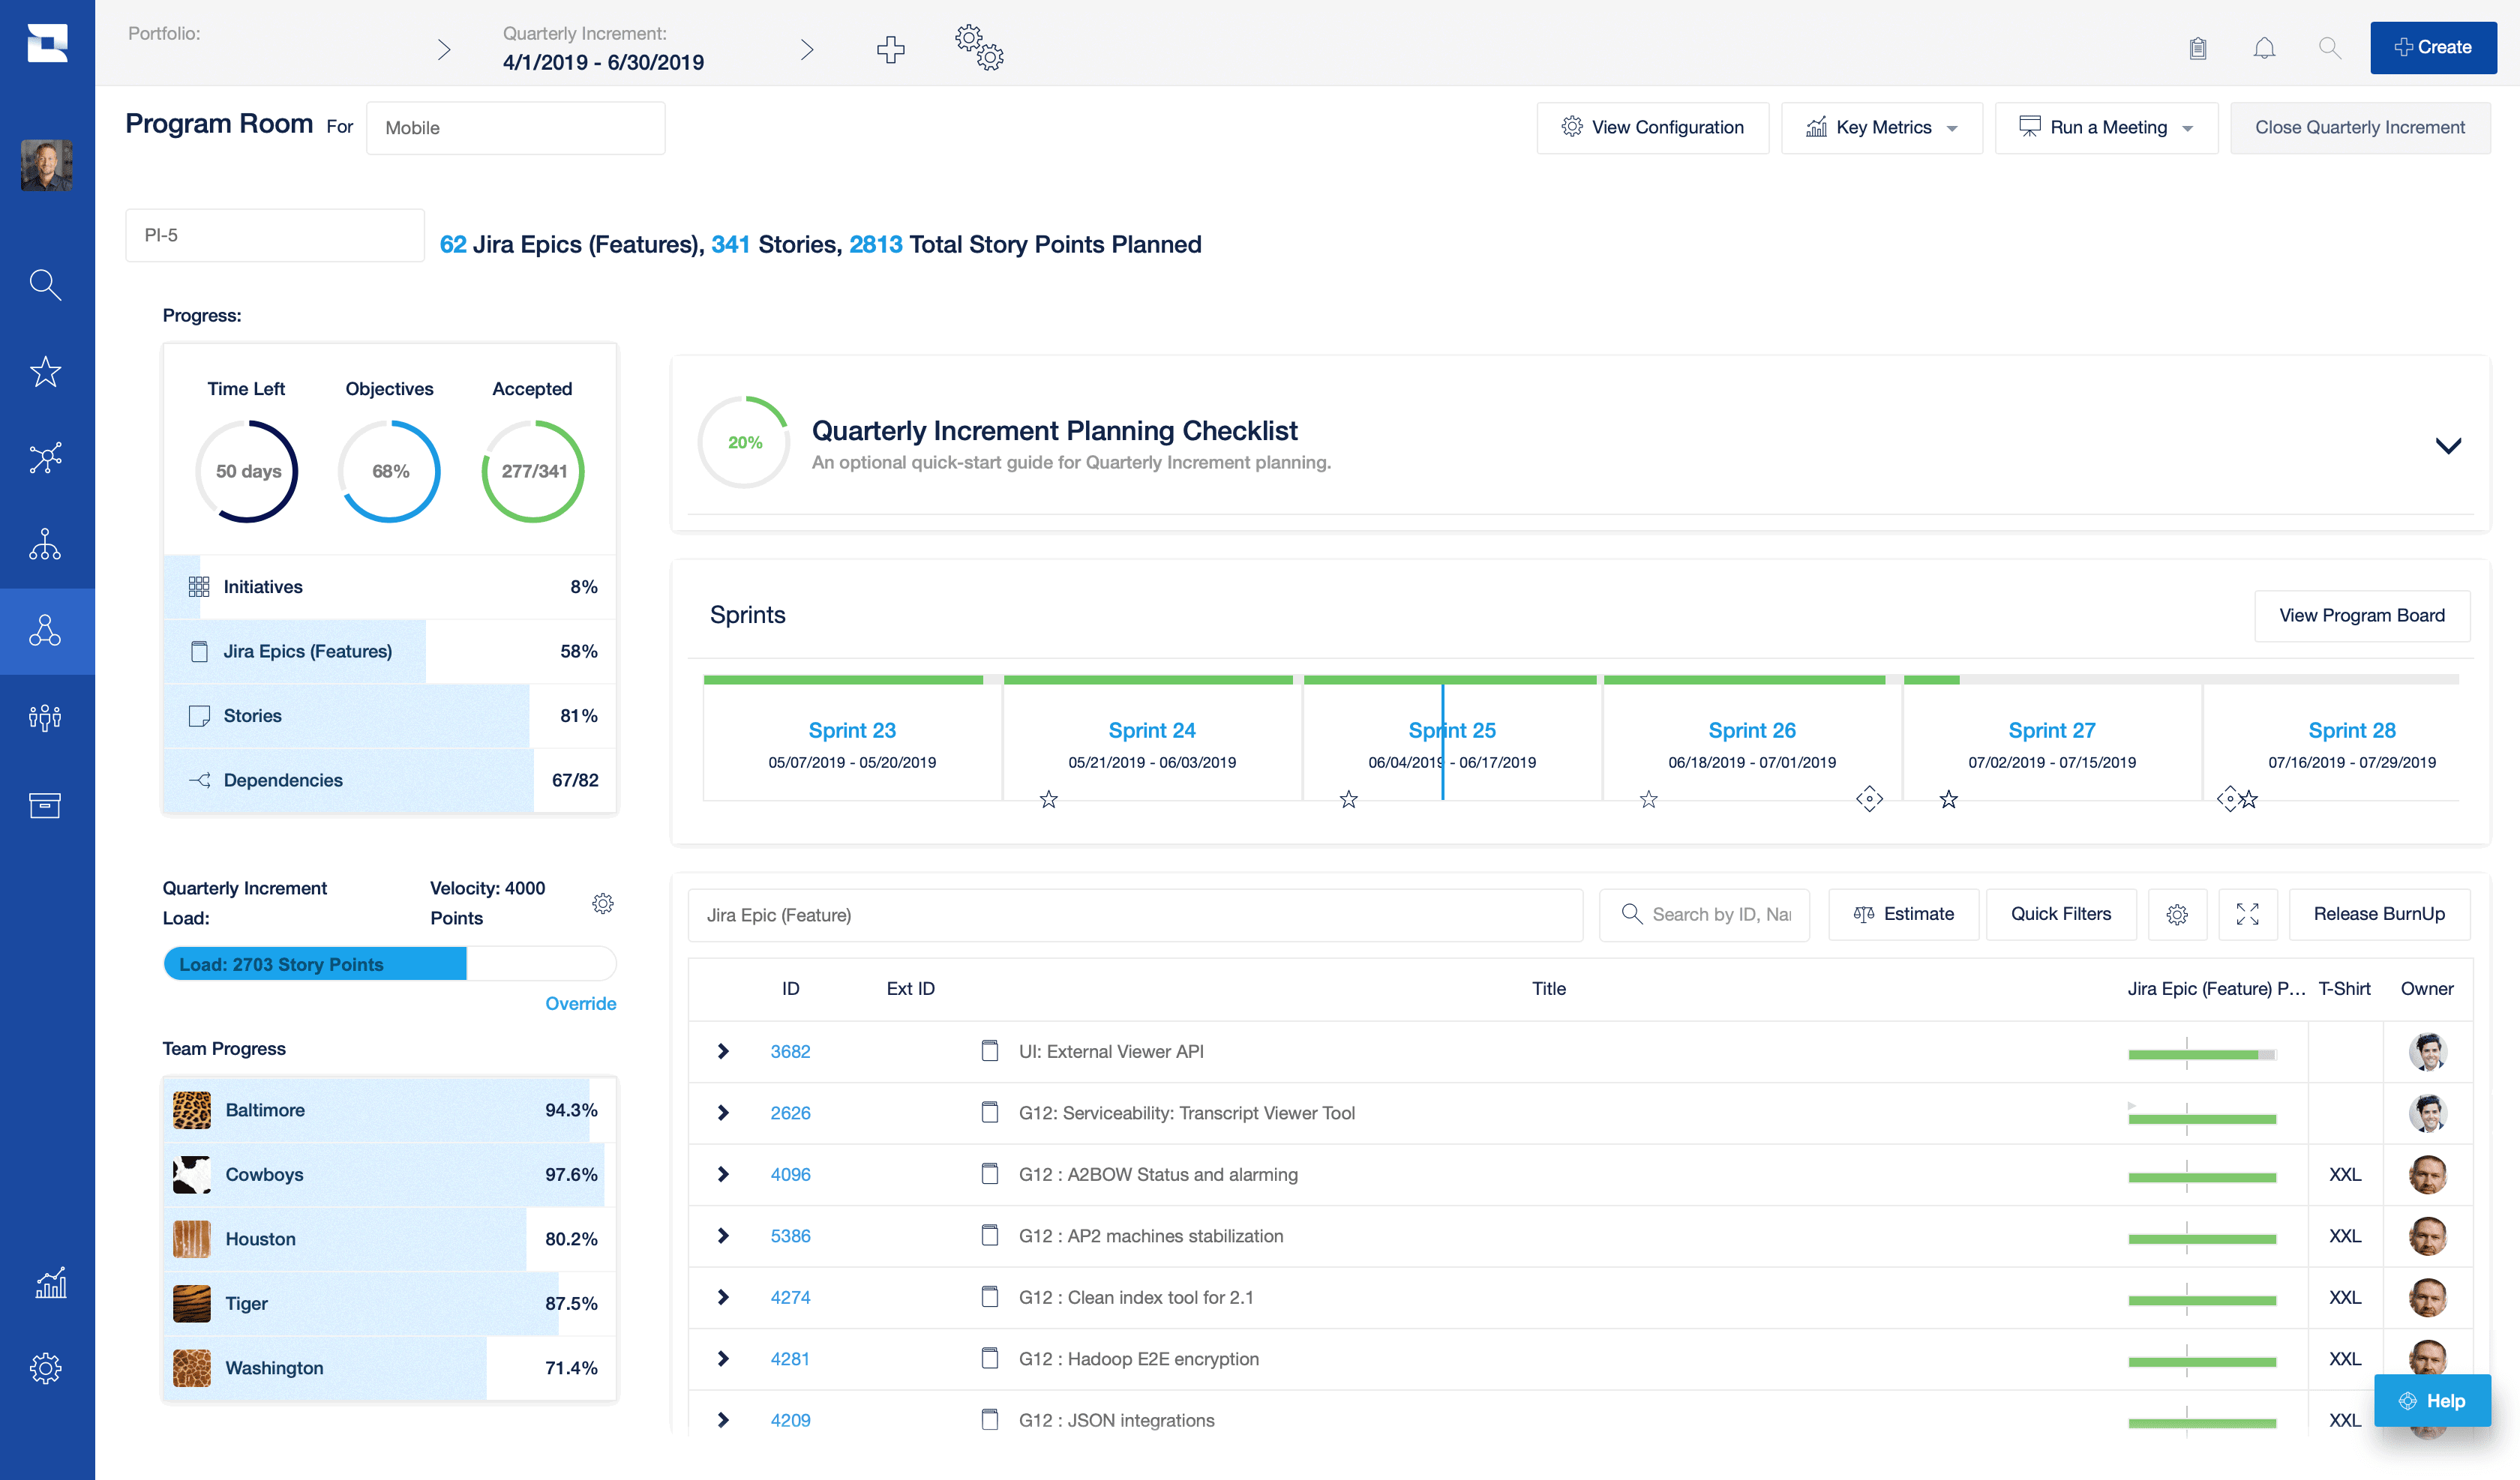 Portfolio:
Quarterly Increment:
4/1/2019 - 6/30/2019
Create
Program Room For
Mobile
View Configuration
Key Metrics
Run a Meeting
Close Quarterly Increment
PI-5
62 Jira Epics (Features), 341 Stories, 2813 Total Story Points Planned
Progress:
Time Left
Objectives
Accepted
50 days
68%
277/341
Initiatives 8%
Jira Epics (Features) 58%
Stories 81%
Dependencies 67/82
20%
Quarterly Increment Planning Checklist
An optional quick-start guide for Quarterly Increment planning.
Sprints
View Program Board
Sprint 23
05/07/2019 - 05/20/2019
Sprint 24
05/21/2019 - 06/03/2019
Sprint 25
06/04/2019 - 06/17/2019
Sprint 26
06/18/2019 - 07/01/2019
Sprint 27
07/02/2019 - 07/15/2019
Sprint 28
07/16/2019 - 07/29/2019
Quarterly Increment
Load:
Velocity: 4000
Points
Load: 2703 Story Points
Override
Team Progress
Baltimore 94.3%
Cowboys 97.6%
Houston 80.2%
Tiger 87.5%
Washington 71.4%
Jira Epic (Feature)
Search by ID, Nar
Estimate
Quick Filters
Release BurnUp
ID Ext ID Title Jira Epic (Feature) P... T-Shirt Owner
3682 UI: External Viewer API
2626 G12: Serviceability: Transcript Viewer Tool
4096 G12 : A2BOW Status and alarming XXL
5386 G12 : AP2 machines stabilization XXL
4274 G12 : Clean index tool for 2.1 XXL
4281 G12 : Hadoop E2E encryption XXL
4209 G12 : JSON integrations XXL
Help